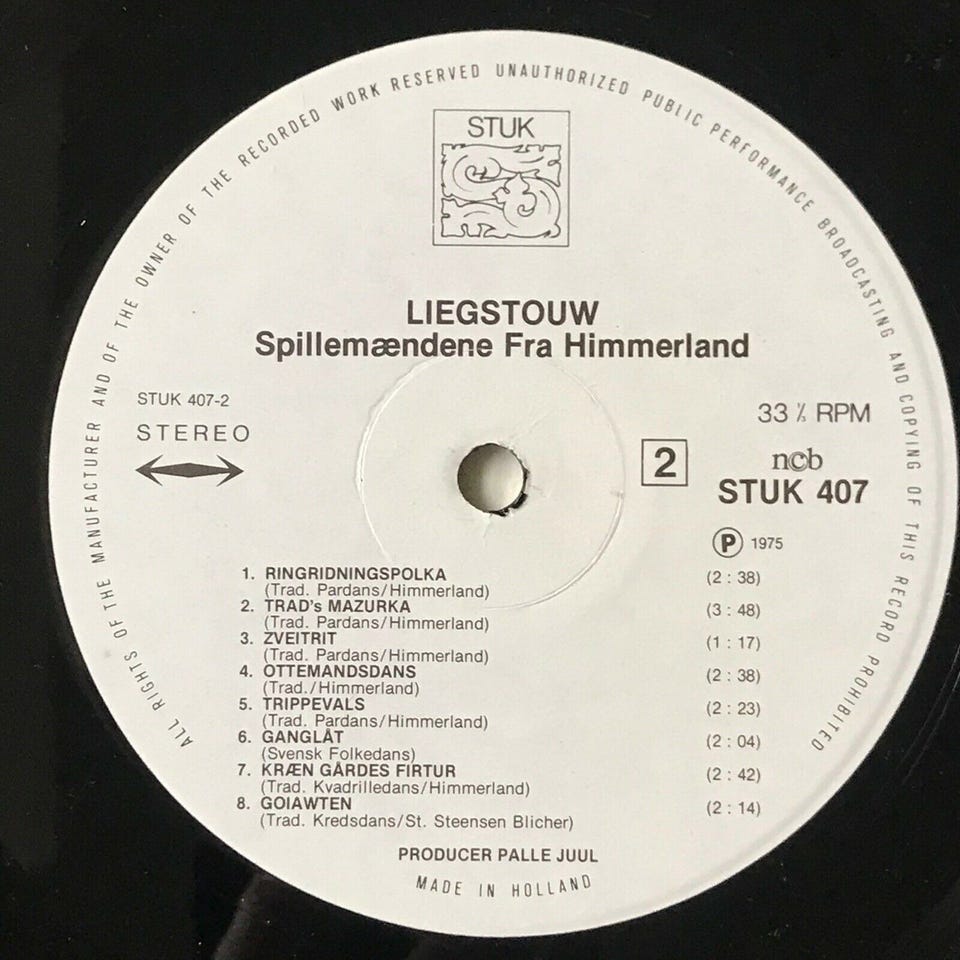 ALL RIGHTS OF THE MANUFACTURER AND OF THE OWNER OF THE RECORDED WORK RESERVED UNAUTHORIZED PUBLIC PERFORMANCE BROADCASTING AND COPYING OF THIS RECORD PROHIBITED
STUK
LIEGSTOUW
Spillemændene Fra Himmerland
STUK 407-2
STEREO
33 ⅓ RPM
2
ncb
STUK 407
Ⓟ 1975
1. RINGRIDNINGSPOLKA (2 : 38)
(Trad. Pardans/Himmerland)
2. TRAD's MAZURKA (3 : 48)
(Trad. Pardans/Himmerland)
3. ZVEITRIT (1 : 17)
(Trad. Pardans/Himmerland)
4. OTTEMANDSDANS (2 : 38)
(Trad./Himmerland)
5. TRIPPEVALS (2 : 23)
(Trad. Pardans/Himmerland)
6. GANGLÅT (2 : 04)
(Svensk Folkedans)
7. KRÆN GÅRDES FIRTUR (2 : 42)
(Trad. Kvadrilledans/Himmerland)
8. GOIAWTEN (2 : 14)
(Trad. Kredsdans/St. Steensen Blicher)
PRODUCER PALLE JUUL
MADE IN HOLLAND